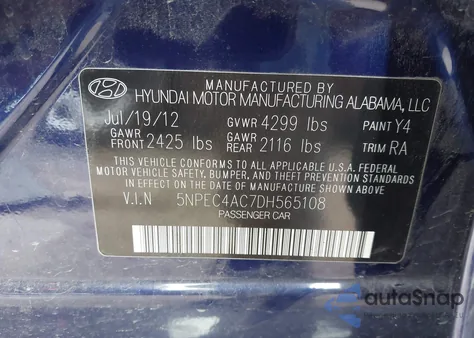 MANUFACTURED BY
HYUNDAI MOTOR MANUFACTURING ALABAMA, LLC
Jul/19/12 GVWR 4299 lbs PAINT Y4
GAWR FRONT 2425 lbs GAWR REAR 2116 lbs TRIM RA
THIS VEHICLE CONFORMS TO ALL APPLICABLE U.S.A. FEDERAL
MOTOR VEHICLE SAFETY, BUMPER, AND THEFT PREVENTION STANDARDS
IN EFFECT ON THE DATE OF MANUFACTURE SHOWN ABOVE.
V.I.N 5NPEC4AC7DH565108
PASSENGER CAR
autoSnap